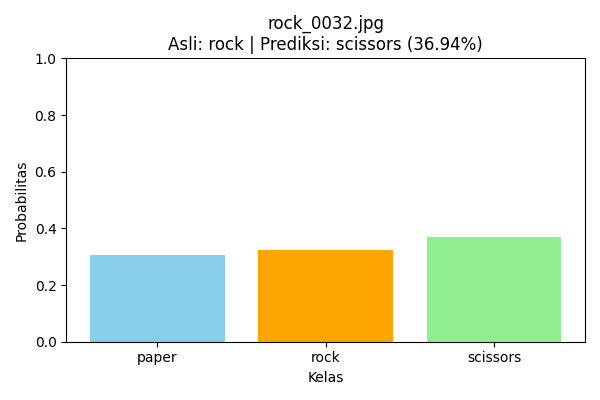 rock_0032.jpg
Asli: rock | Prediksi: scissors (36.94%)
1.0
0.8
0.6
0.4
0.2
0.0
Probabilitas
paper rock scissors
Kelas